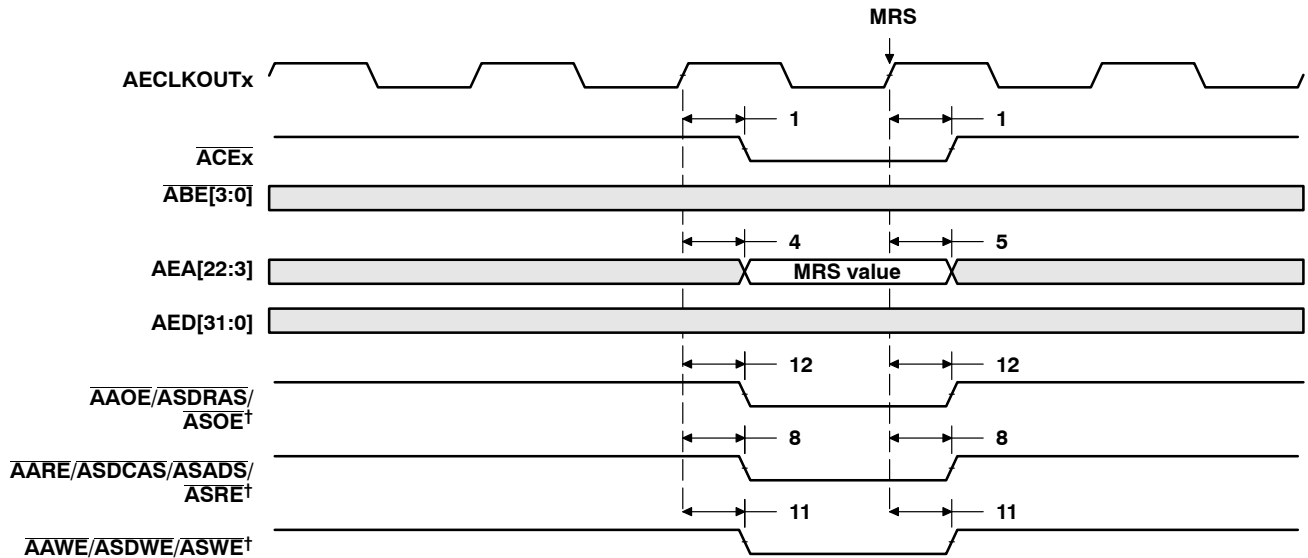 MRS
AECLKOUTx
1 1
ACEx
ABE[3:0]
4 5
AEA[22:3] MRS value
AED[31:0]
12 12
AAOE/ASDRAS/
ASOE†
8 8
AARE/ASDCAS/ASADS/
ASRE†
11 11
AAWE/ASDWE/ASWE†